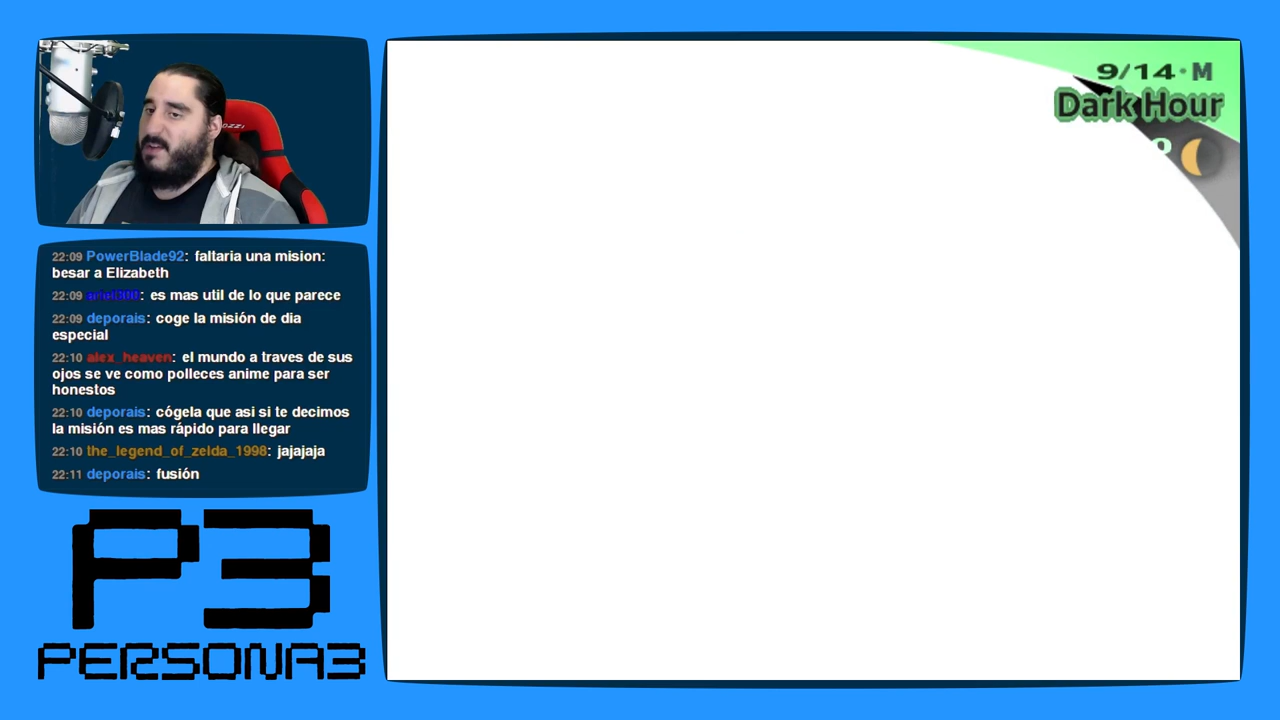 9/14·M
Dark Hour
22:09 PowerBlade92: faltaria una mision:
besar a Elizabeth
22:09 ariel300: es mas util de lo que parece
22:09 deporais: coge la misión de dia
especial
22:10 alex_heaven: el mundo a traves de sus
ojos se ve como polleces anime para ser
honestos
22:10 deporais: cógela que asi si te decimos
la misión es mas rápido para llegar
22:10 the_legend_of_zelda_1998: jajajaja
22:11 deporais: fusión
P3
PERSONA3